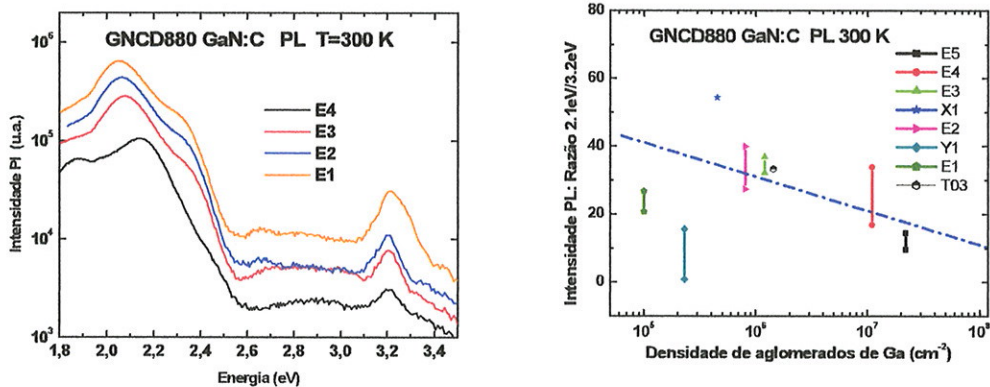 GNCD880 GaN:C PL T=300 K
10⁶
10⁵
10⁴
10³
Intensidade Pl (u.a.)
E4
E3
E2
E1
1,8 2,0 2,2 2,4 2,6 2,8 3,0 3,2 3,4
Energia (eV)
GNCD880 GaN:C PL 300 K
80
60
40
20
0
Intensidade PL: Razão 2.1eV/3.2eV
E5
E4
E3
X1
E2
Y1
E1
T03
10⁵ 10⁶ 10⁷ 10⁸
Densidade de aglomerados de Ga (cm⁻²)